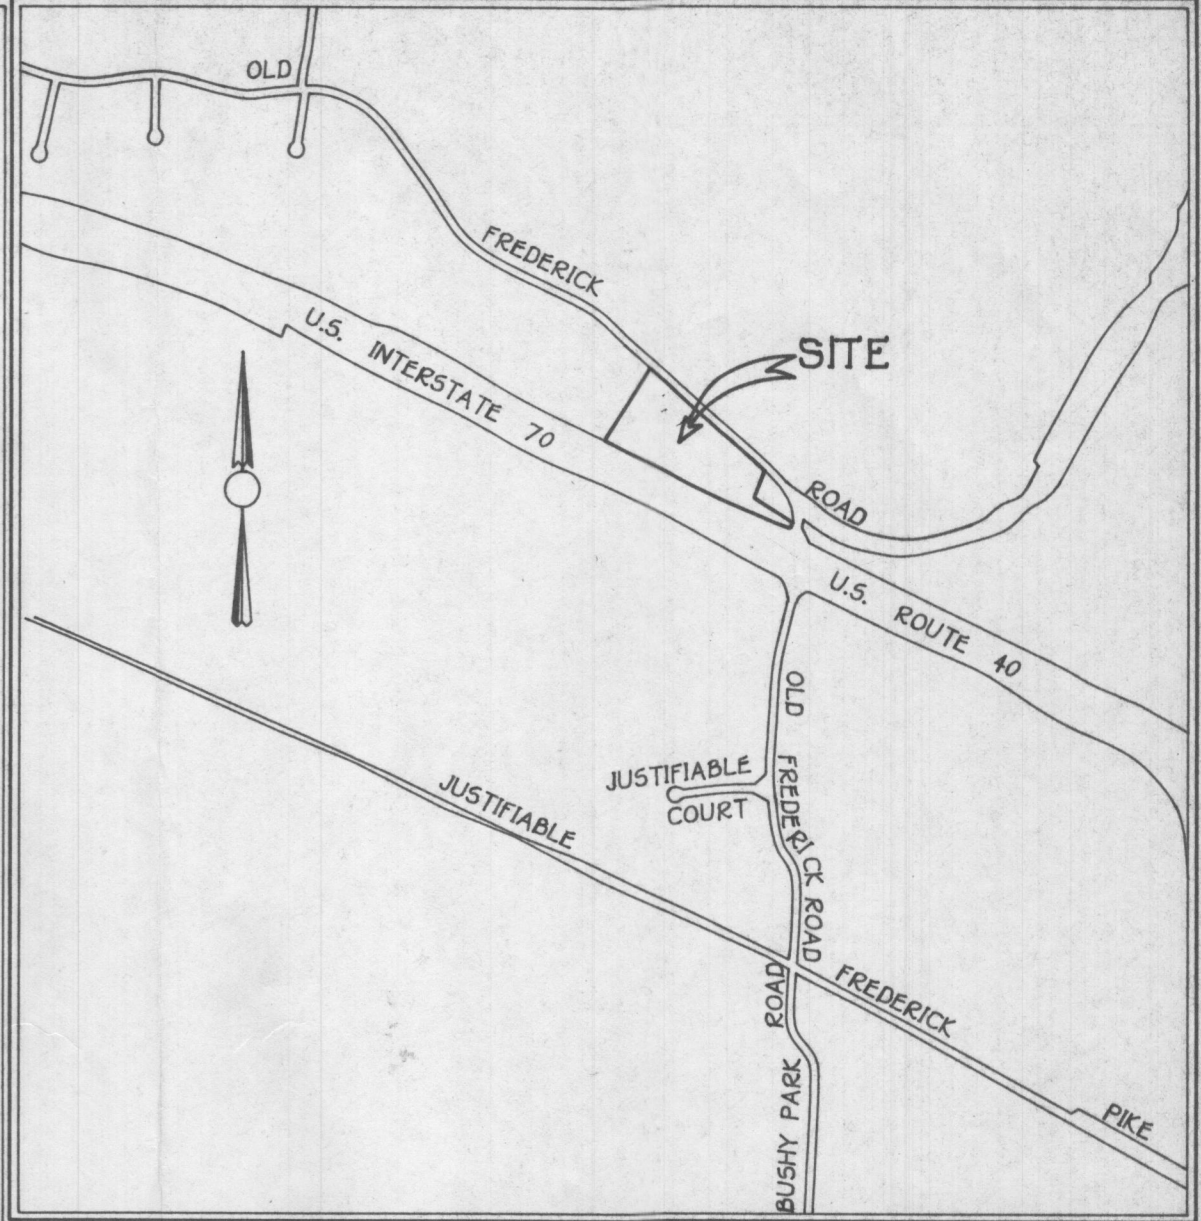 OLD
FREDERICK
ROAD
SITE
U.S. INTERSTATE 70
U.S. ROUTE 40
OLD FREDERICK ROAD
JUSTIFIABLE
COURT
JUSTIFIABLE
FREDERICK
PIKE
BUSHY PARK ROAD